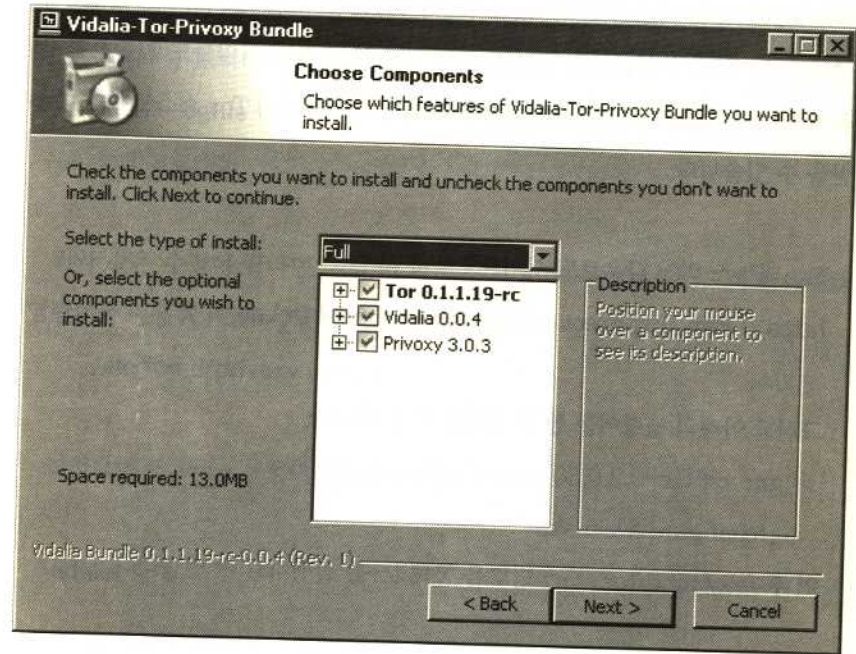 Vidalia-Tor-Privoxy Bundle
Choose Components
Choose which features of Vidalia-Tor-Privoxy Bundle you want to
install.
Check the components you want to install and uncheck the components you don't want to
install. Click Next to continue.
Select the type of install:
Full
Or, select the optional
components you wish to
install:
Tor 0.1.1.19-rc
Vidalia 0.0.4
Privoxy 3.0.3
Description
Position your mouse
over a component to
see its description.
Space required: 13.0MB
Vidalia Bundle 0.1.1.19-rc-0.0.4 (Rev. 1)
< Back
Next >
Cancel